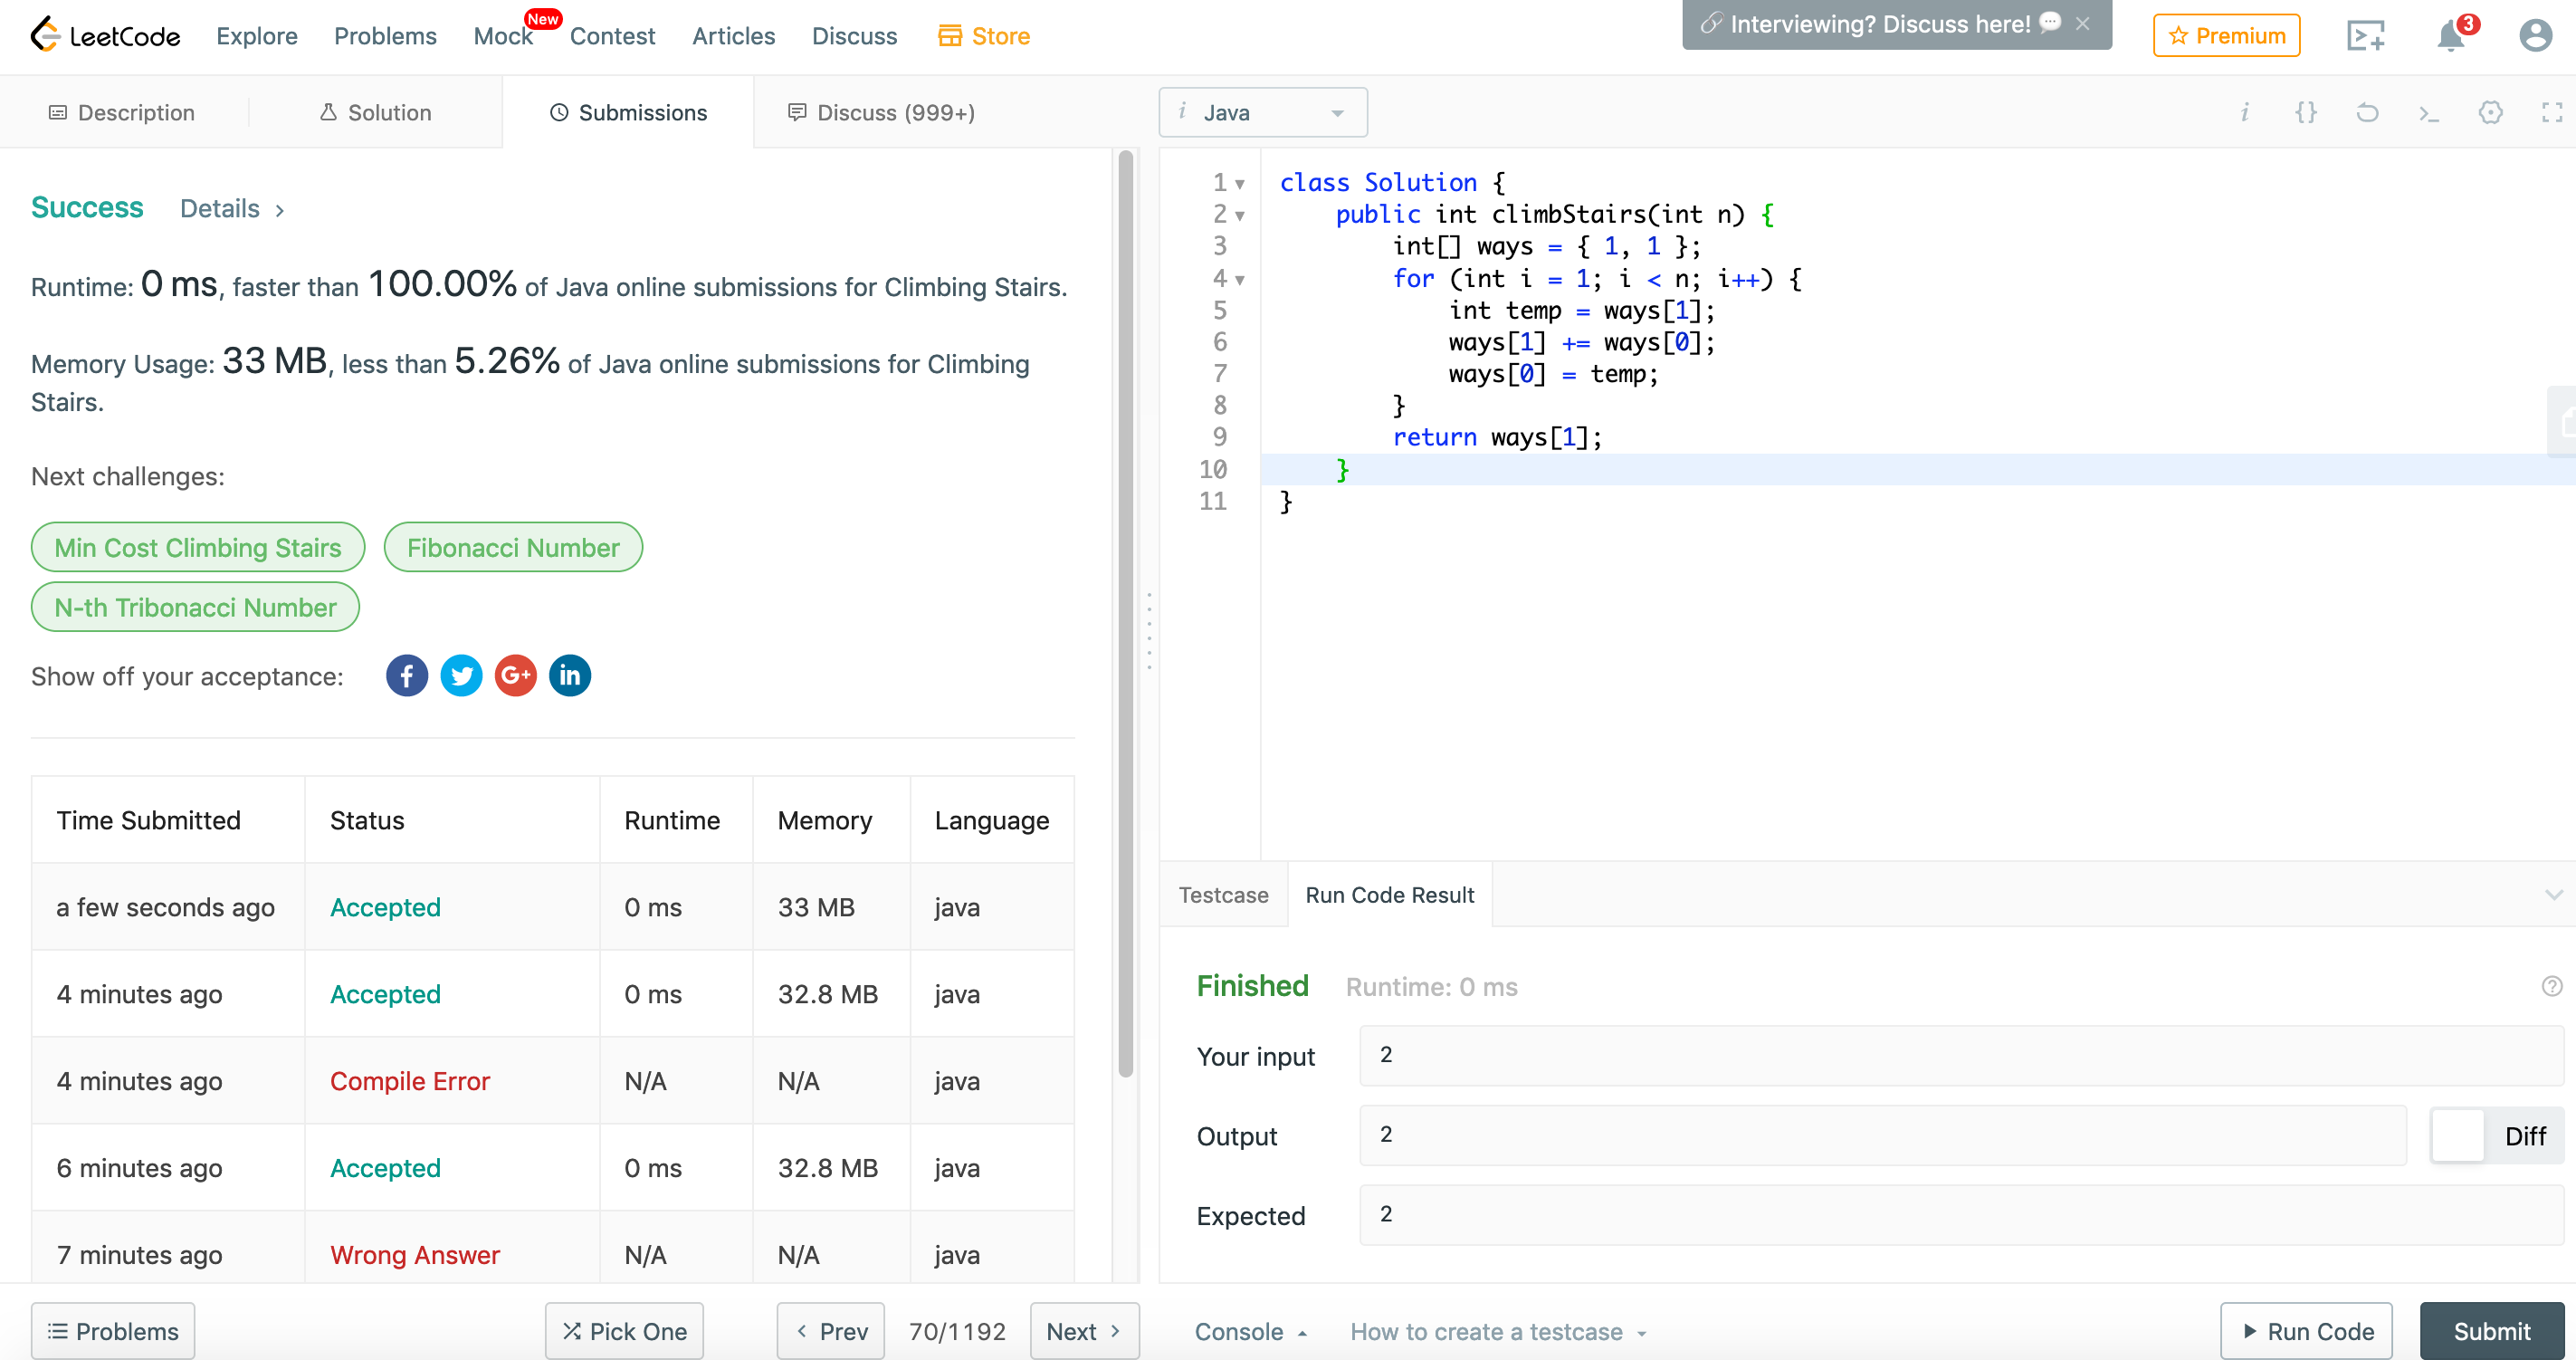 LeetCode Explore Problems Mock New Contest Articles Discuss Store Interviewing? Discuss here! Premium 3
Description Solution Submissions Discuss (999+)
Success Details
Runtime: 0 ms, faster than 100.00% of Java online submissions for Climbing Stairs.
Memory Usage: 33 MB, less than 5.26% of Java online submissions for Climbing
Stairs.
Next challenges:
Min Cost Climbing Stairs Fibonacci Number
N-th Tribonacci Number
Show off your acceptance: f G+ in
Time Submitted Status Runtime Memory Language
a few seconds ago Accepted 0 ms 33 MB java
4 minutes ago Accepted 0 ms 32.8 MB java
4 minutes ago Compile Error N/A N/A java
6 minutes ago Accepted 0 ms 32.8 MB java
7 minutes ago Wrong Answer N/A N/A java
Problems Pick One Prev 70/1192 Next
i Java i {} >_
1 class Solution {
2 public int climbStairs(int n) {
3 int[] ways = { 1, 1 };
4 for (int i = 1; i < n; i++) {
5 int temp = ways[1];
6 ways[1] += ways[0];
7 ways[0] = temp;
8 }
9 return ways[1];
10 }
11 }
Testcase Run Code Result
Finished Runtime: 0 ms ?
Your input 2
Output 2 Diff
Expected 2
Console How to create a testcase Run Code Submit